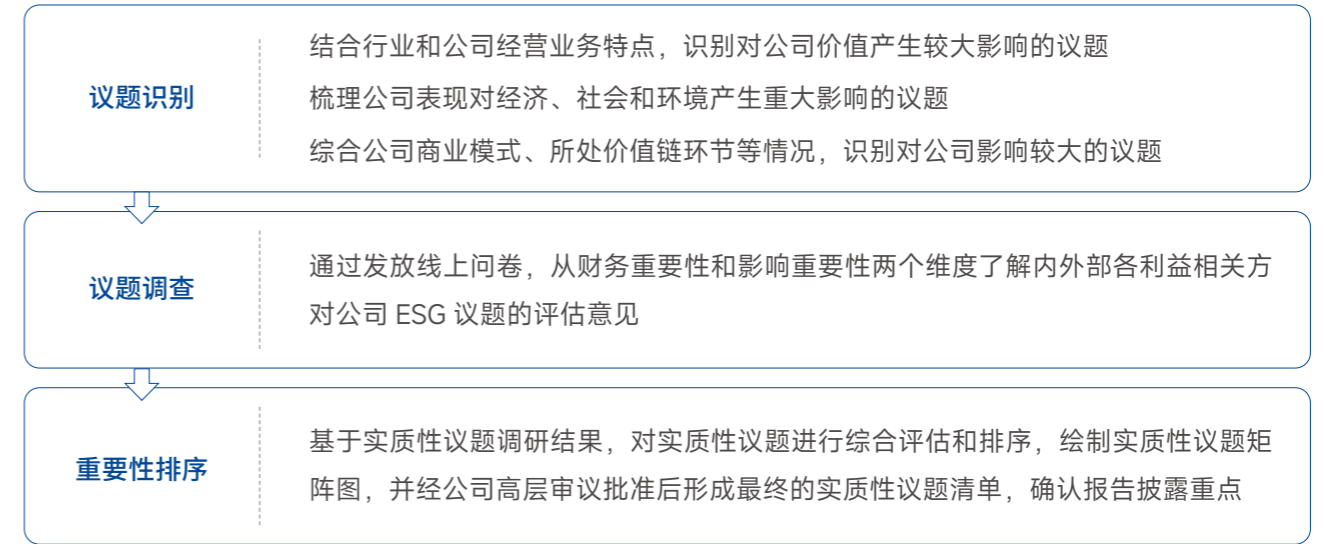 议题识别
结合行业和公司经营业务特点，识别对公司价值产生较大影响的议题
梳理公司表现对经济、社会和环境产生重大影响的议题
综合公司商业模式、所处价值链环节等情况，识别对公司影响较大的议题
议题调查
通过发放线上问卷，从财务重要性和影响重要性两个维度了解内外部各利益相关方
对公司 ESG 议题的评估意见
重要性排序
基于实质性议题调研结果，对实质性议题进行综合评估和排序，绘制实质性议题矩
阵图，并经公司高层审议批准后形成最终的实质性议题清单，确认报告披露重点